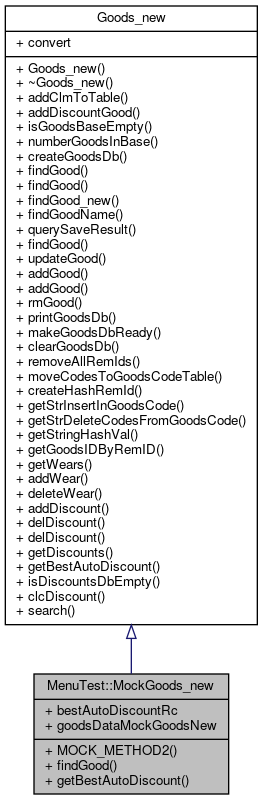 Goods_new
+ convert
+ Goods_new()
+ ~Goods_new()
+ addClmToTable()
+ addDiscountGood()
+ isGoodsBaseEmpty()
+ numberGoodsInBase()
+ createGoodsDb()
+ findGood()
+ findGood()
+ findGood_new()
+ findGoodName()
+ querySaveResult()
+ findGood()
+ updateGood()
+ addGood()
+ addGood()
+ rmGood()
+ printGoodsDb()
+ makeGoodsDbReady()
+ clearGoodsDb()
+ removeAllRemIds()
+ moveCodesToGoodsCodeTable()
+ createHashRemId()
+ getStrInsertInGoodsCode()
+ getStrDeleteCodesFromGoodsCode()
+ getStringHashVal()
+ getGoodsIDByRemID()
+ getWears()
+ addWear()
+ deleteWear()
+ addDiscount()
+ delDiscount()
+ delDiscount()
+ getDiscounts()
+ getBestAutoDiscount()
+ isDiscountsDbEmpty()
+ clcDiscount()
+ search()
MenuTest::MockGoods_new
+ bestAutoDiscountRc
+ goodsDataMockGoodsNew
+ MOCK_METHOD2()
+ findGood()
+ getBestAutoDiscount()